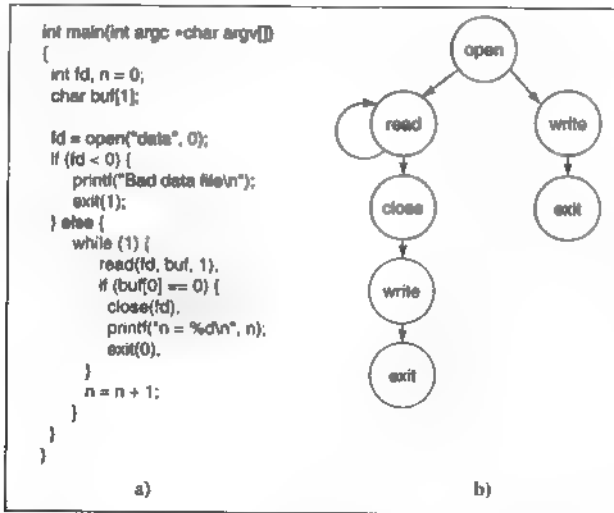 int main(int argc *char argv[])
{
int fd, n = 0;
char buf[1];
fd = open("data", 0);
if (fd < 0) {
printf("Bad data file\n");
exit(1);
} else {
while (1) {
read(fd, buf, 1),
if (buf[0] == 0) {
close(fd),
printf("n = %d\n", n);
exit(0),
}
n = n + 1;
}
}
}
a)
open
read
write
close
exit
write
exit
b)